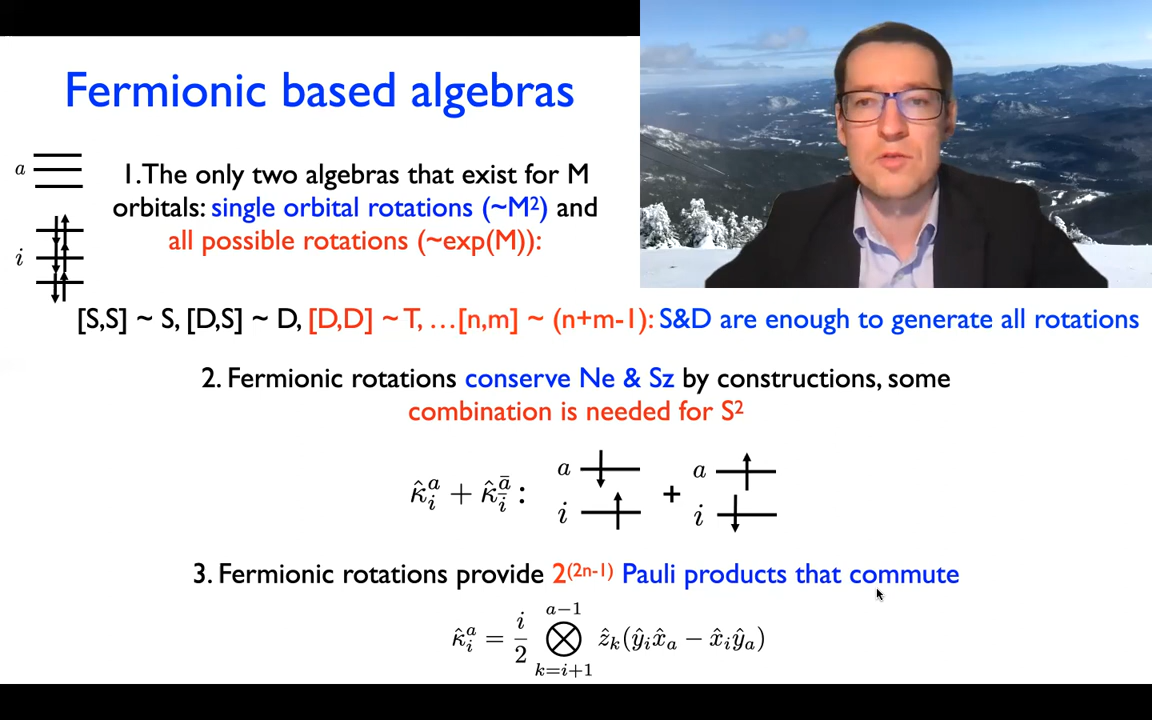 Fermionic based algebras
a
i
1.The only two algebras that exist for M
orbitals: single orbital rotations (~M²) and
all possible rotations (~exp(M)):
[S,S] ~ S, [D,S] ~ D, [D,D] ~ T, …[n,m] ~ (n+m-1): S&D are enough to generate all rotations
2. Fermionic rotations conserve Ne & Sz by constructions, some
combination is needed for S²
κ̂ᵢᵃ + κ̂_ī^ā : a i + a i
3. Fermionic rotations provide 2⁽²ⁿ⁻¹⁾ Pauli products that commute
κ̂ᵢᵃ = i/2 ⊗_{k=i+1}^{a−1} ẑₖ(ŷᵢx̂ₐ − x̂ᵢŷₐ)